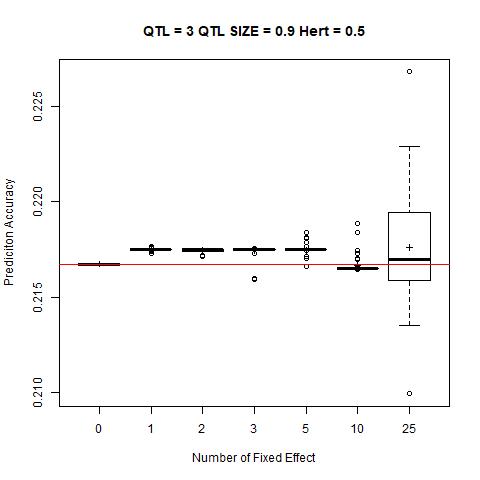 QTL = 3 QTL SIZE = 0.9 Hert = 0.5
Prediciton Accuracy
0.225
0.220
0.215
0.210
0 1 2 3 5 10 25
Number of Fixed Effect